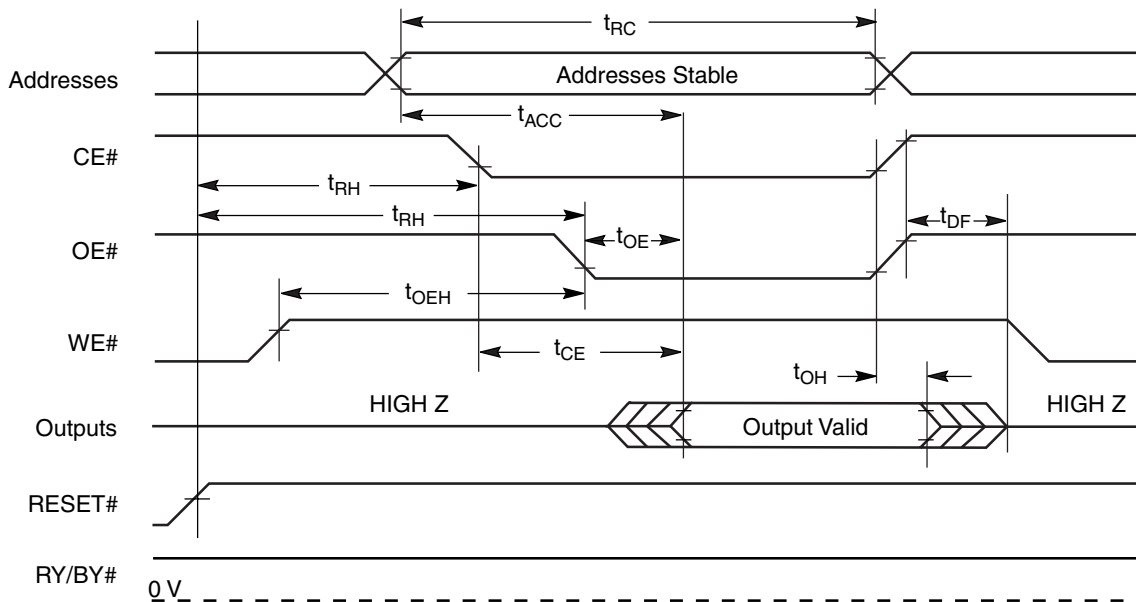 tRC
Addresses
Addresses Stable
tACC
CE#
tRH
tRH
tOE
tDF
OE#
tOEH
WE#
tCE
tOH
HIGH Z
HIGH Z
Outputs
Output Valid
RESET#
RY/BY#
0 V